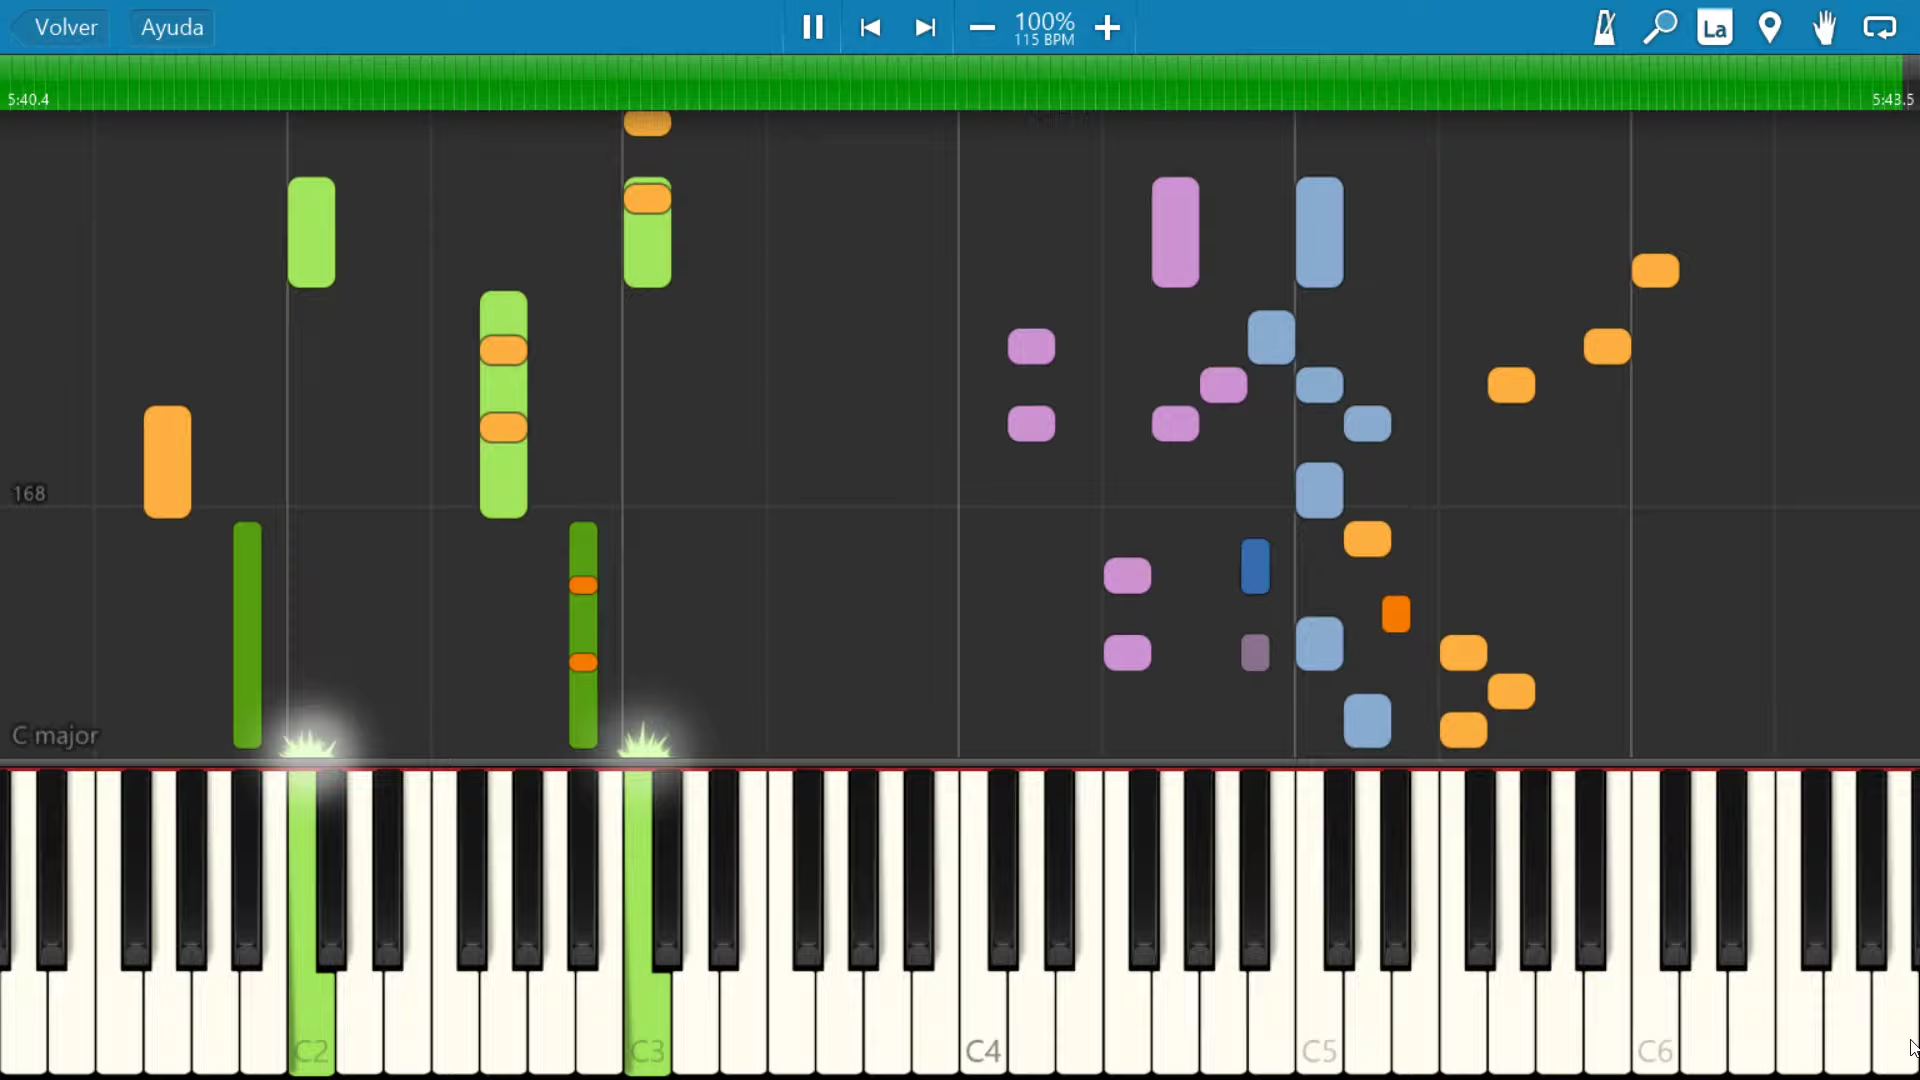 Volver
Ayuda
100%
115 BPM
La
5:40.4
5:43.5
168
C major
C2
C3
C4
C5
C6